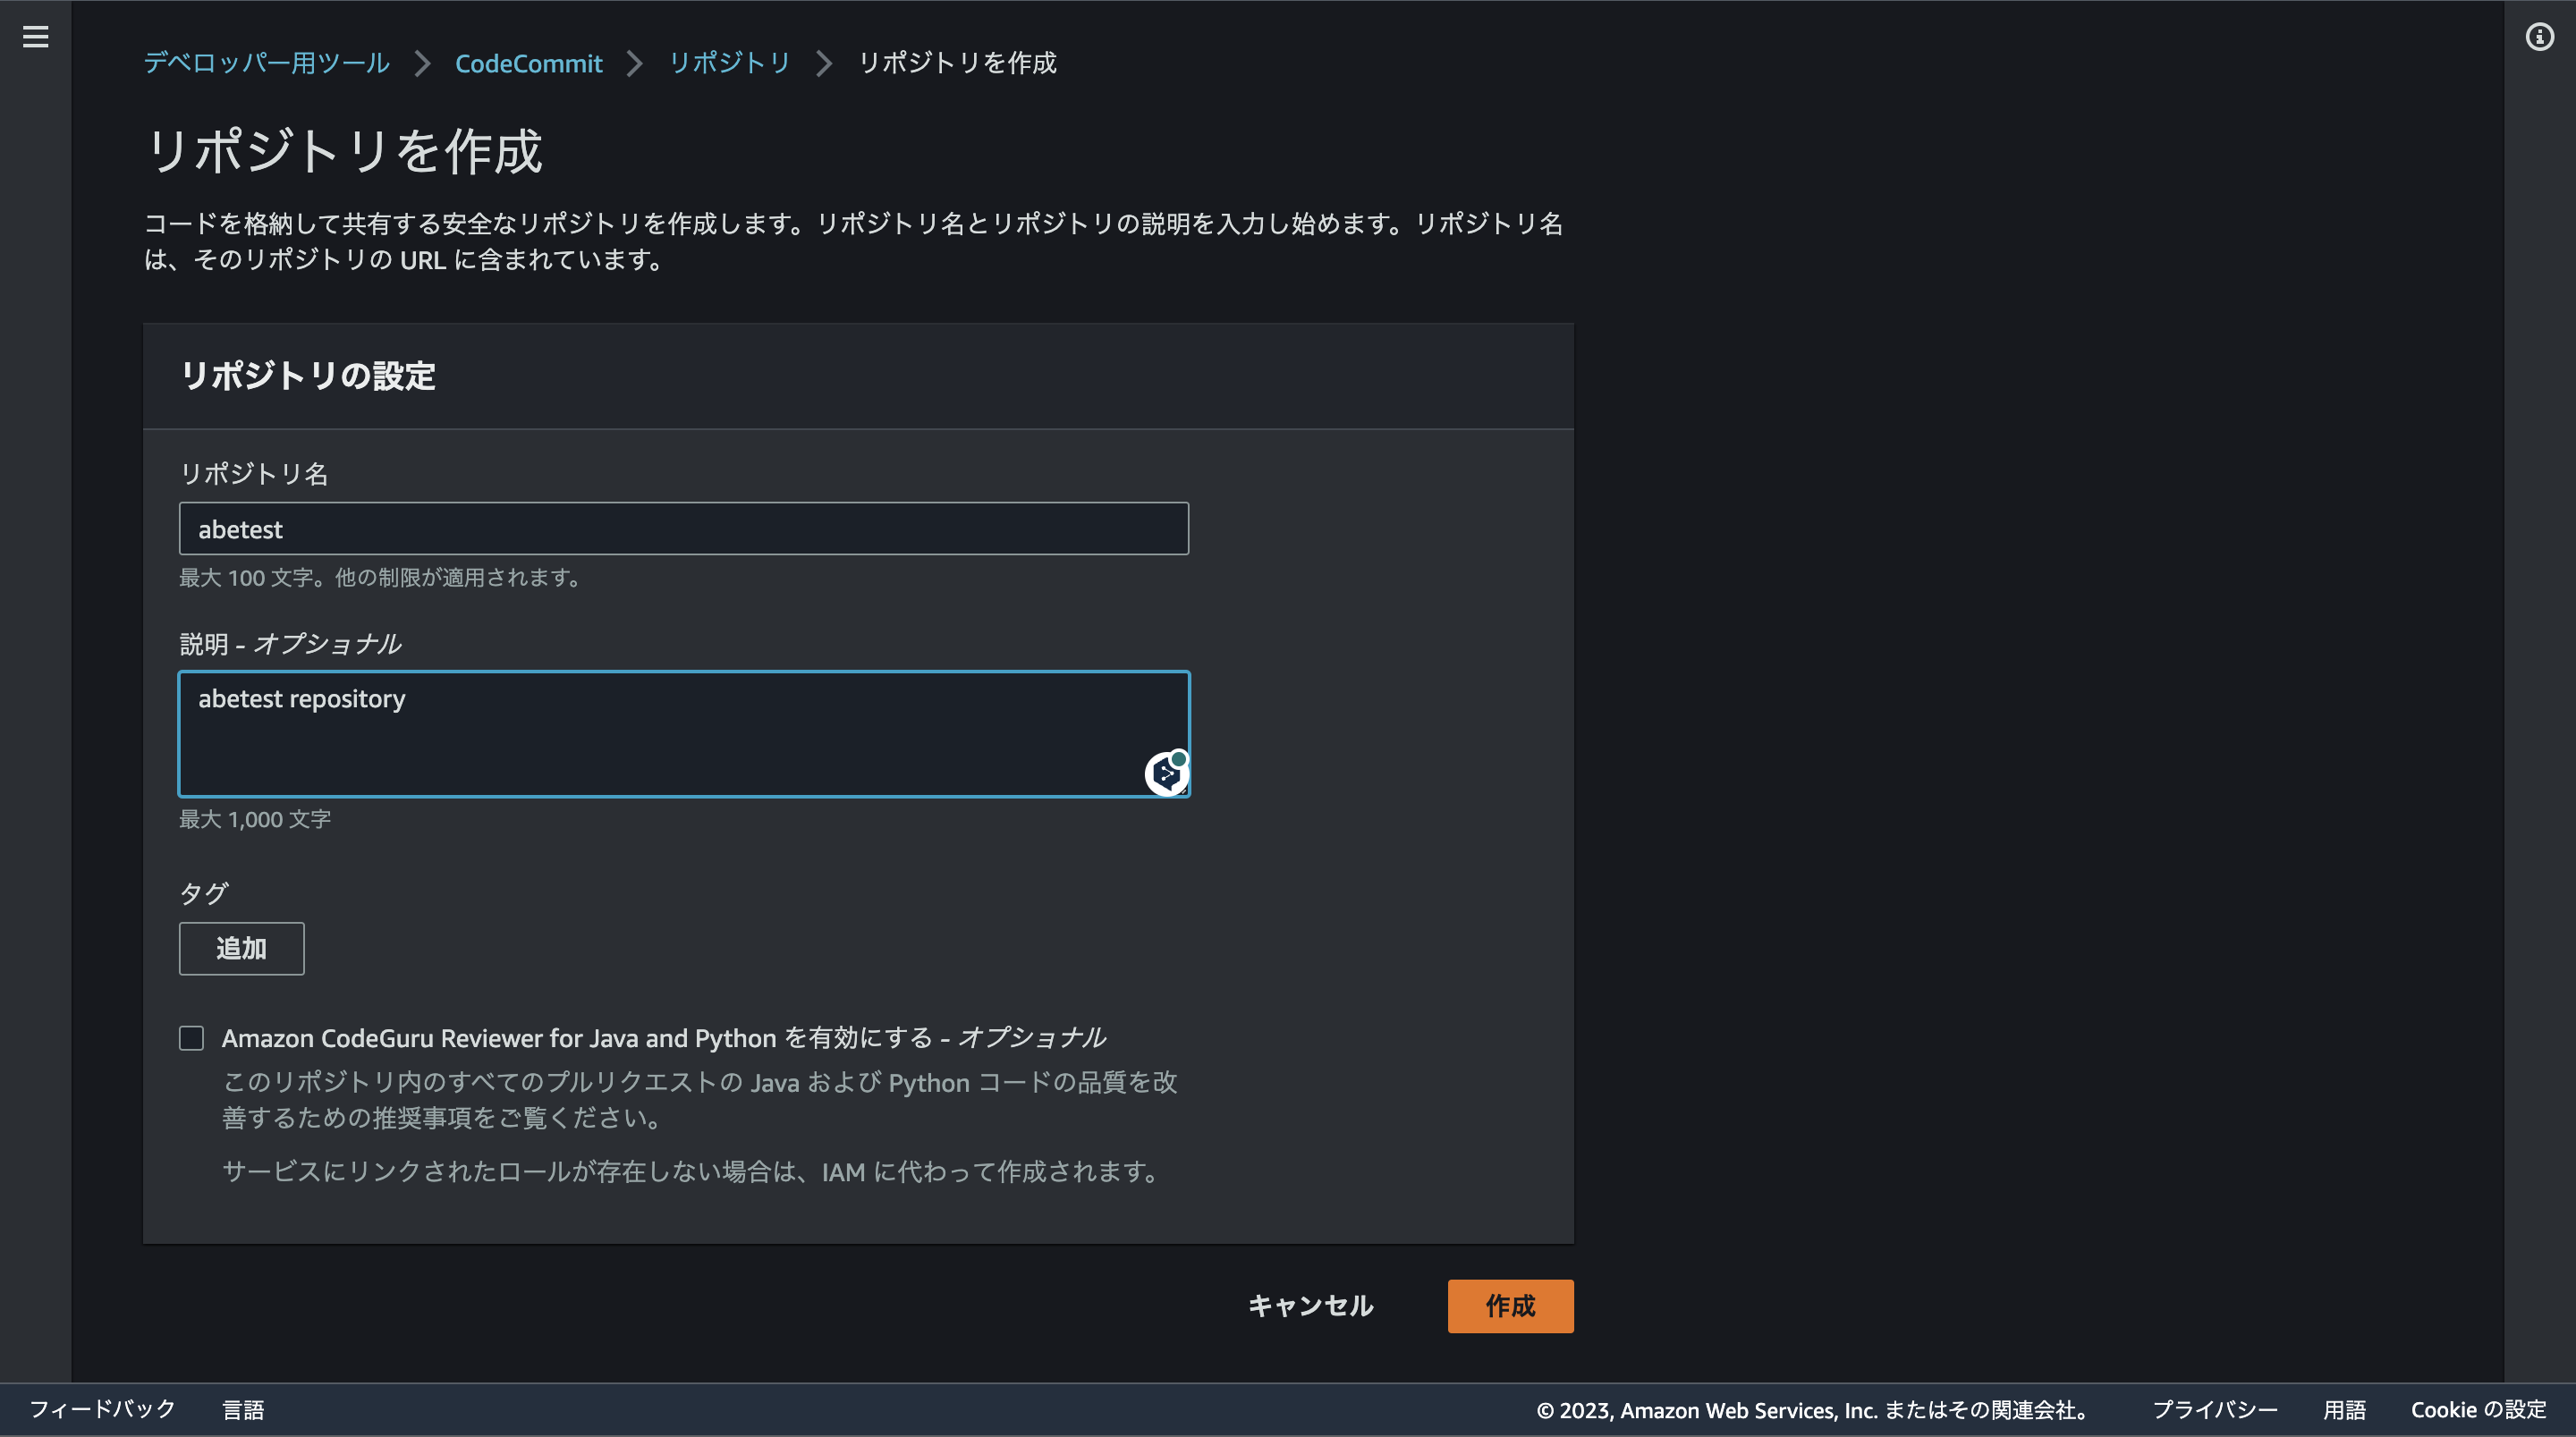 デベロッパー用ツール > CodeCommit > リポジトリ > リポジトリを作成
リポジトリを作成
コードを格納して共有する安全なリポジトリを作成します。リポジトリ名とリポジトリの説明を入力し始めます。リポジトリ名
は、そのリポジトリの URL に含まれています。
リポジトリの設定
リポジトリ名
abetest
最大 100 文字。他の制限が適用されます。
説明 - オプショナル
abetest repository
最大 1,000 文字
タグ
追加
Amazon CodeGuru Reviewer for Java and Python を有効にする - オプショナル
このリポジトリ内のすべてのプルリクエストの Java および Python コードの品質を改
善するための推奨事項をご覧ください。
サービスにリンクされたロールが存在しない場合は、IAM に代わって作成されます。
キャンセル 作成
フィードバック 言語 © 2023, Amazon Web Services, Inc. またはその関連会社。 プライバシー 用語 Cookie の設定